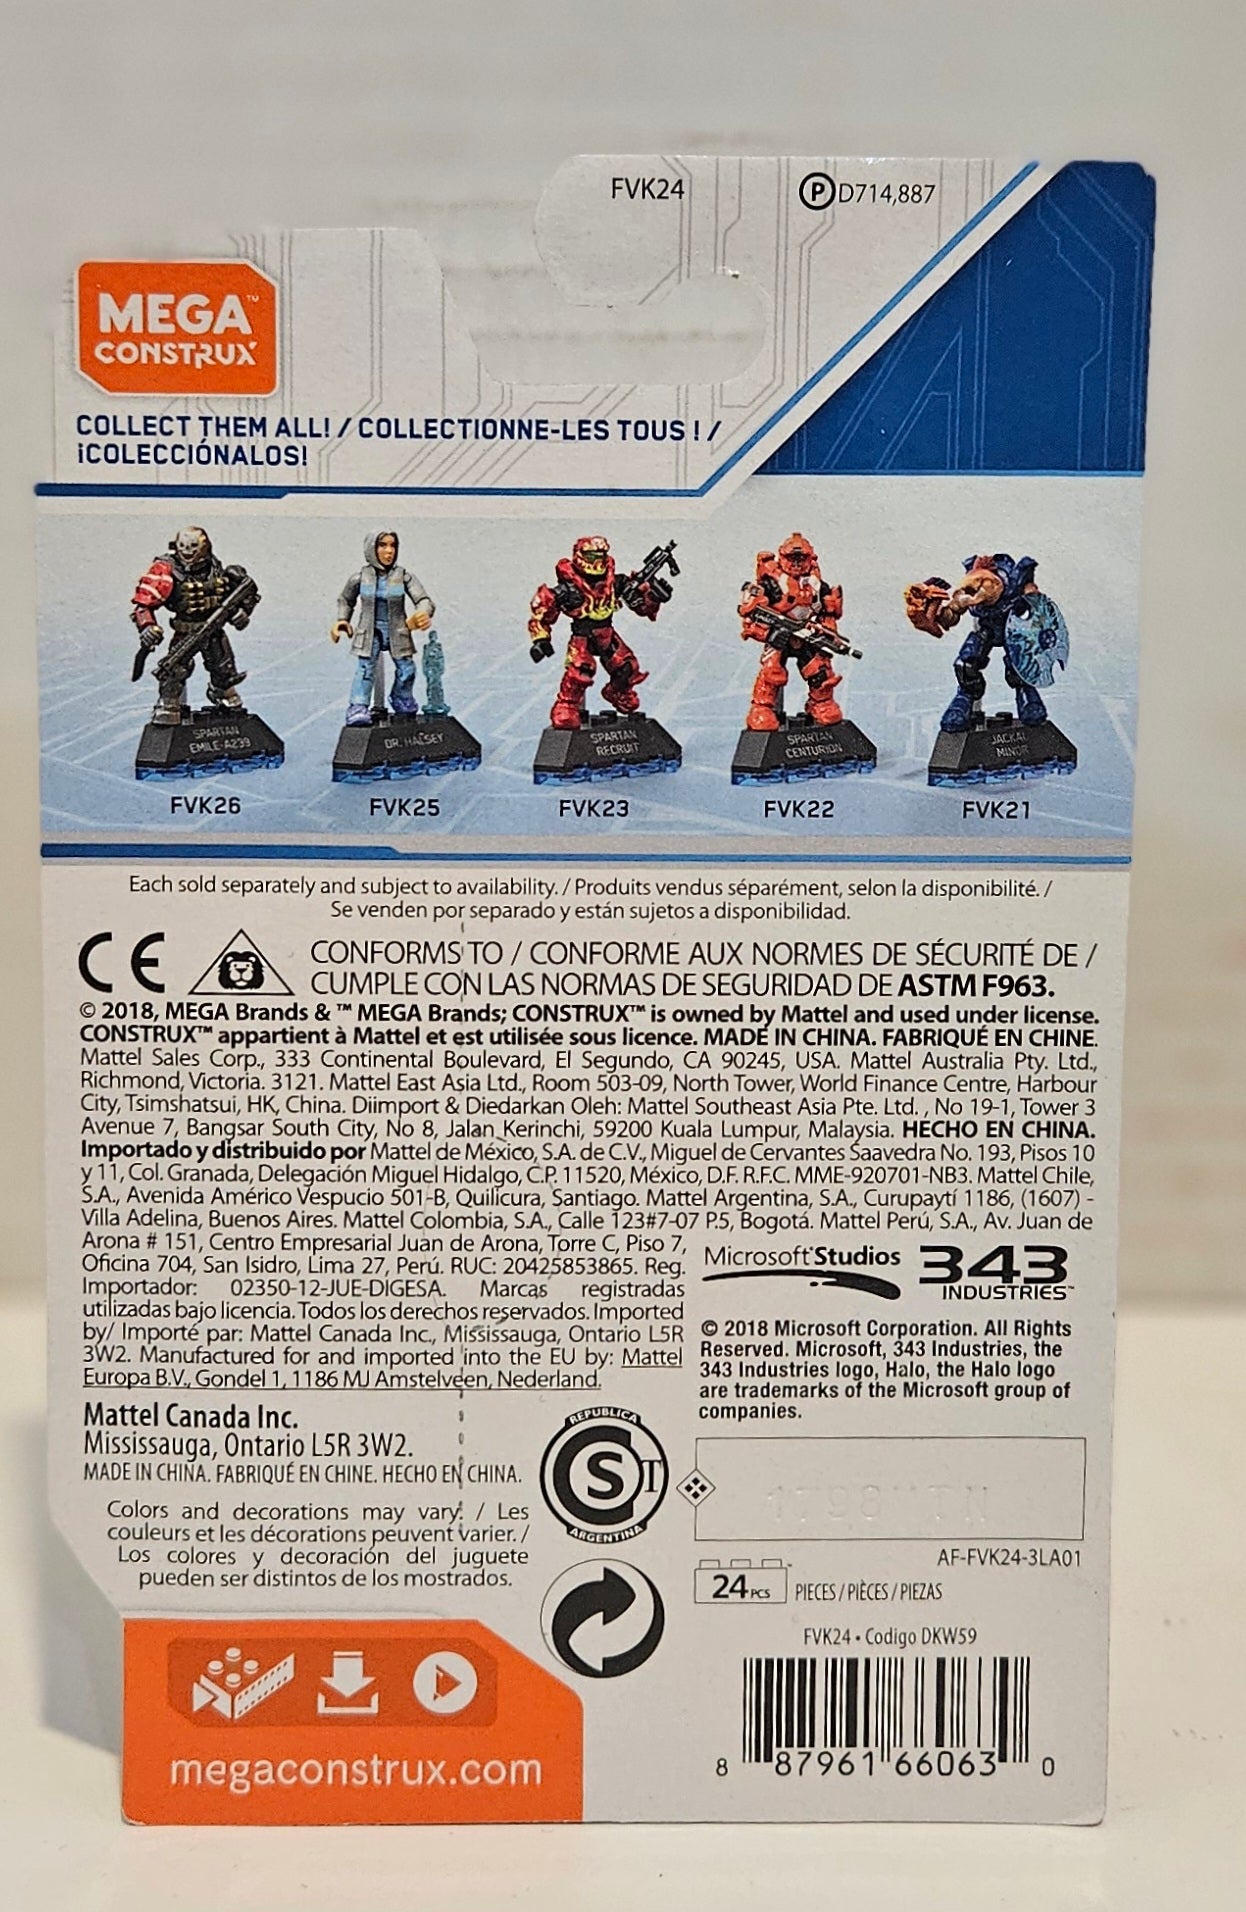 FVK24
Ⓟ D714,887
MEGA™
CONSTRUX™
COLLECT THEM ALL! / COLLECTIONNE-LES TOUS ! /
¡COLECCIÓNALOS!
SPARTAN
EMILE-A239
DR. HALSEY
SPARTAN
RECRUIT
SPARTAN
CENTURION
JACKAL
MINOR
FVK26
FVK25
FVK23
FVK22
FVK21
Each sold separately and subject to availability. / Produits vendus séparément, selon la disponibilité. /
Se venden por separado y están sujetos a disponibilidad.
CE
CONFORMS TO / CONFORME AUX NORMES DE SÉCURITÉ DE /
CUMPLE CON LAS NORMAS DE SEGURIDAD DE ASTM F963.
© 2018, MEGA Brands & ™ MEGA Brands; CONSTRUX™ is owned by Mattel and used under license.
CONSTRUX™ appartient à Mattel et est utilisée sous licence. MADE IN CHINA. FABRIQUÉ EN CHINE.
Mattel Sales Corp., 333 Continental Boulevard, El Segundo, CA 90245, USA. Mattel Australia Pty. Ltd.,
Richmond, Victoria. 3121. Mattel East Asia Ltd., Room 503-09, North Tower, World Finance Centre, Harbour
City, Tsimshatsui, HK, China. Diimport & Diedarkan Oleh: Mattel Southeast Asia Pte. Ltd. , No 19-1, Tower 3
Avenue 7, Bangsar South City, No 8, Jalan Kerinchi, 59200 Kuala Lumpur, Malaysia. HECHO EN CHINA.
Importado y distribuido por Mattel de México, S.A. de C.V., Miguel de Cervantes Saavedra No. 193, Pisos 10
y 11, Col. Granada, Delegación Miguel Hidalgo, C.P. 11520, México, D.F. R.F.C. MME-920701-NB3. Mattel Chile,
S.A., Avenida Américo Vespucio 501-B, Quilicura, Santiago. Mattel Argentina, S.A., Curupaytí 1186, (1607) -
Villa Adelina, Buenos Aires. Mattel Colombia, S.A., Calle 123#7-07 P.5, Bogotá. Mattel Perú, S.A., Av. Juan de
Arona # 151, Centro Empresarial Juan de Arona, Torre C, Piso 7,
Oficina 704, San Isidro, Lima 27, Perú. RUC: 20425853865. Reg.
Importador: 02350-12-JUE-DIGESA. Marcas registradas
utilizadas bajo licencia. Todos los derechos reservados. Imported
by/ Importé par: Mattel Canada Inc., Mississauga, Ontario L5R
3W2. Manufactured for and imported into the EU by: Mattel
Europa B.V., Gondel 1, 1186 MJ Amstelveen, Nederland.
Microsoft Studios
343
INDUSTRIES™
© 2018 Microsoft Corporation. All Rights
Reserved. Microsoft, 343 Industries, the
343 Industries logo, Halo, the Halo logo
are trademarks of the Microsoft group of
companies.
Mattel Canada Inc.
Mississauga, Ontario L5R 3W2.
MADE IN CHINA. FABRIQUÉ EN CHINE. HECHO EN CHINA.
REPUBLICA
CST
ARGENTINA
Colors and decorations may vary. / Les
couleurs et les décorations peuvent varier. /
Los colores y decoración del juguete
pueden ser distintos de los mostrados.
AF-FVK24-3LA01
24 PCS PIECES / PIÈCES / PIEZAS
FVK24 • Codigo DKW59
8 87961 66063 0
megaconstrux.com